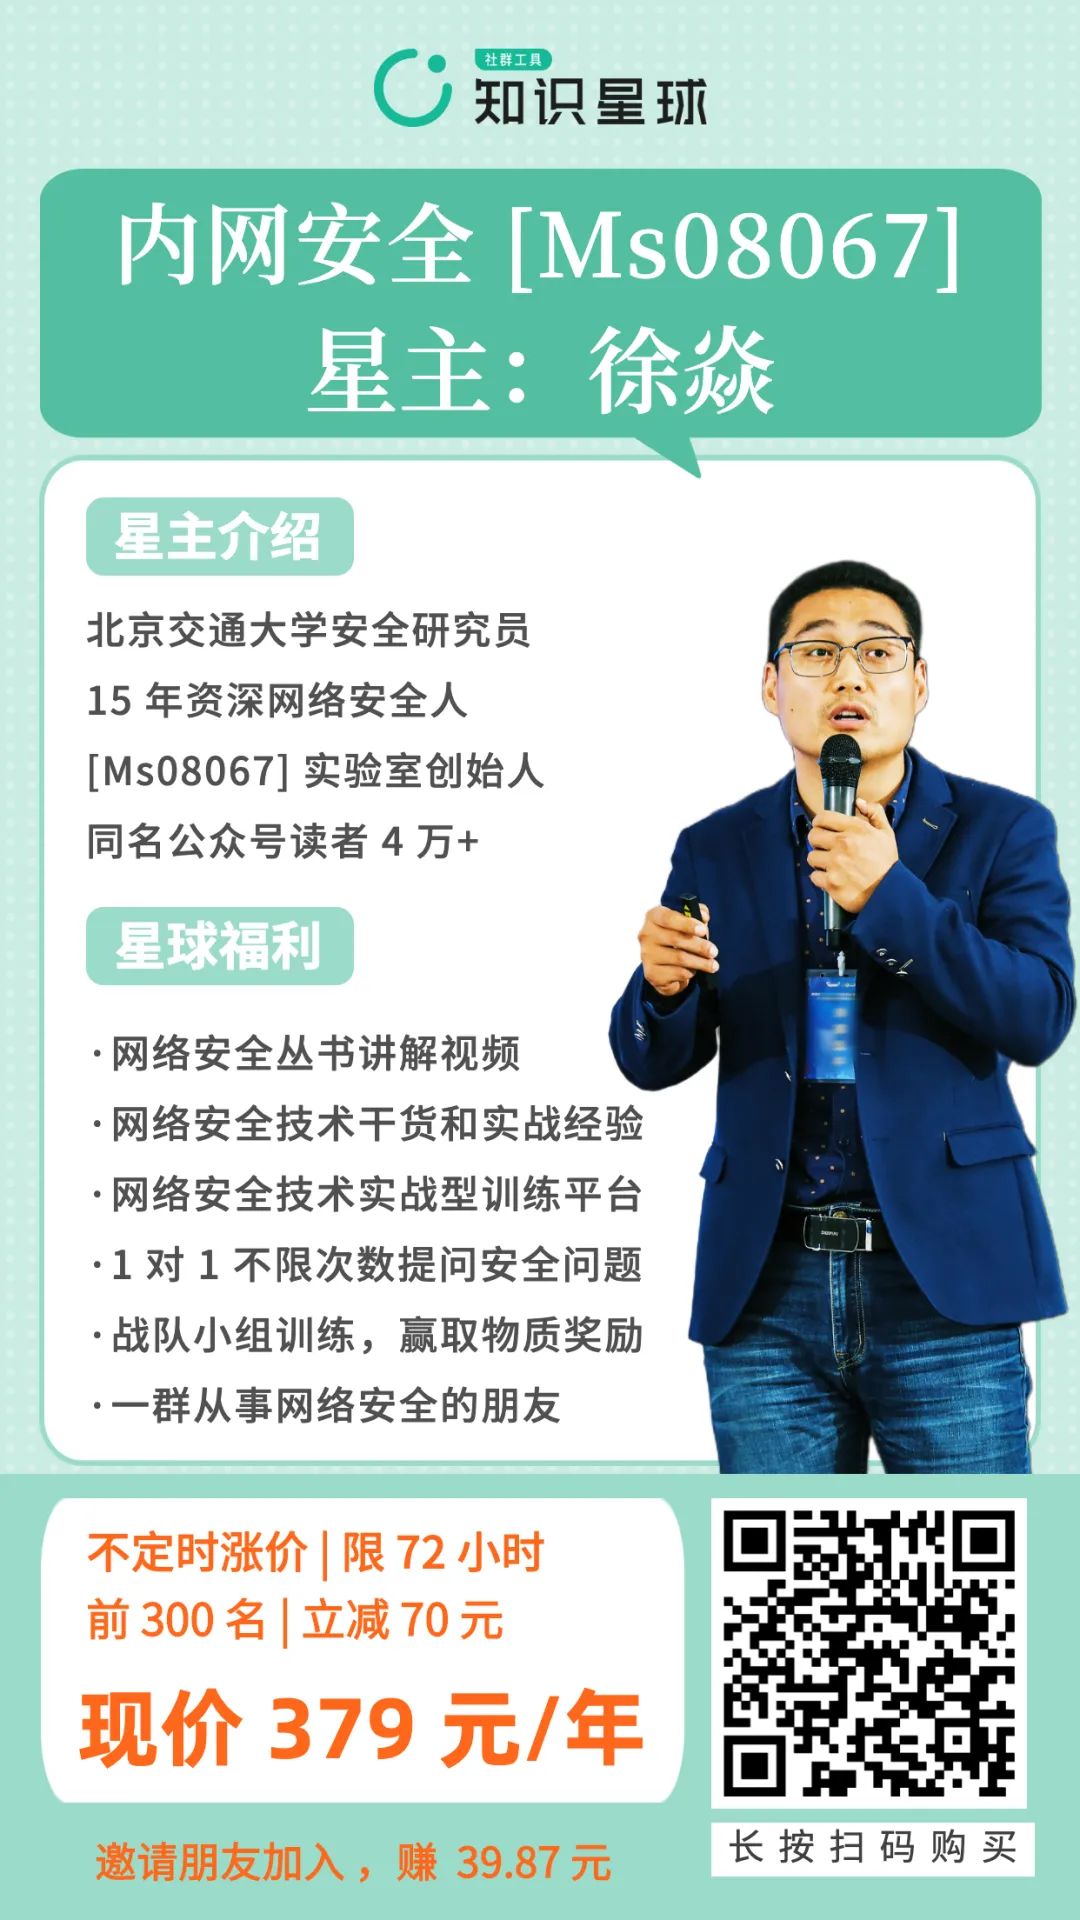 社群工具
知识星球
内网安全 [Ms08067]
星主：徐焱
星主介绍
北京交通大学安全研究员
15 年资深网络安全人
[Ms08067] 实验室创始人
同名公众号读者 4 万+
星球福利
·网络安全丛书讲解视频
·网络安全技术干货和实战经验
·网络安全技术实战型训练平台
·1 对 1 不限次数提问安全问题
·战队小组训练，赢取物质奖励
·一群从事网络安全的朋友
不定时涨价 | 限 72 小时
前 300 名 | 立减 70 元
现价 379 元/年
邀请朋友加入 ，赚 39.87 元
长按扫码购买